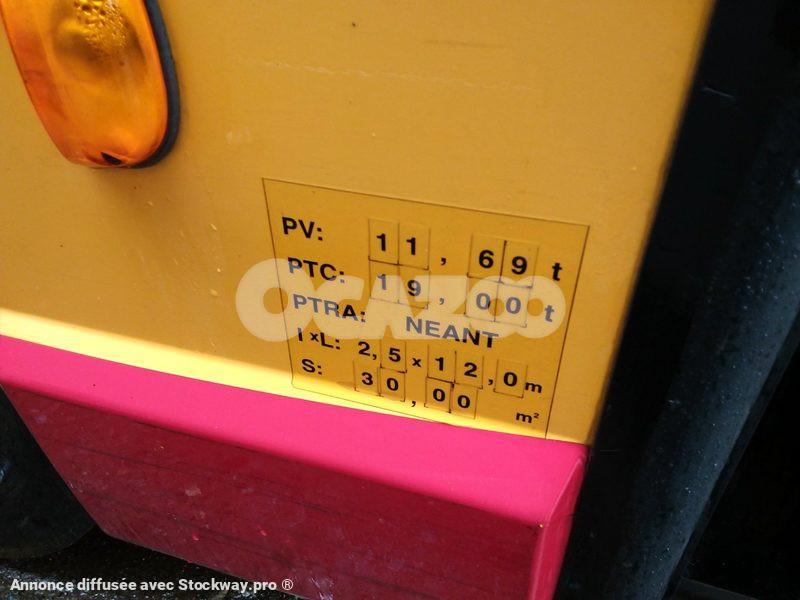 PV: 11,69 t
PTC: 19,00 t
PTRA: NEANT
l×L: 2,5×12,0m
S: 30,00 m²
OCAZOO
Annonce diffusée avec Stockway.pro ®